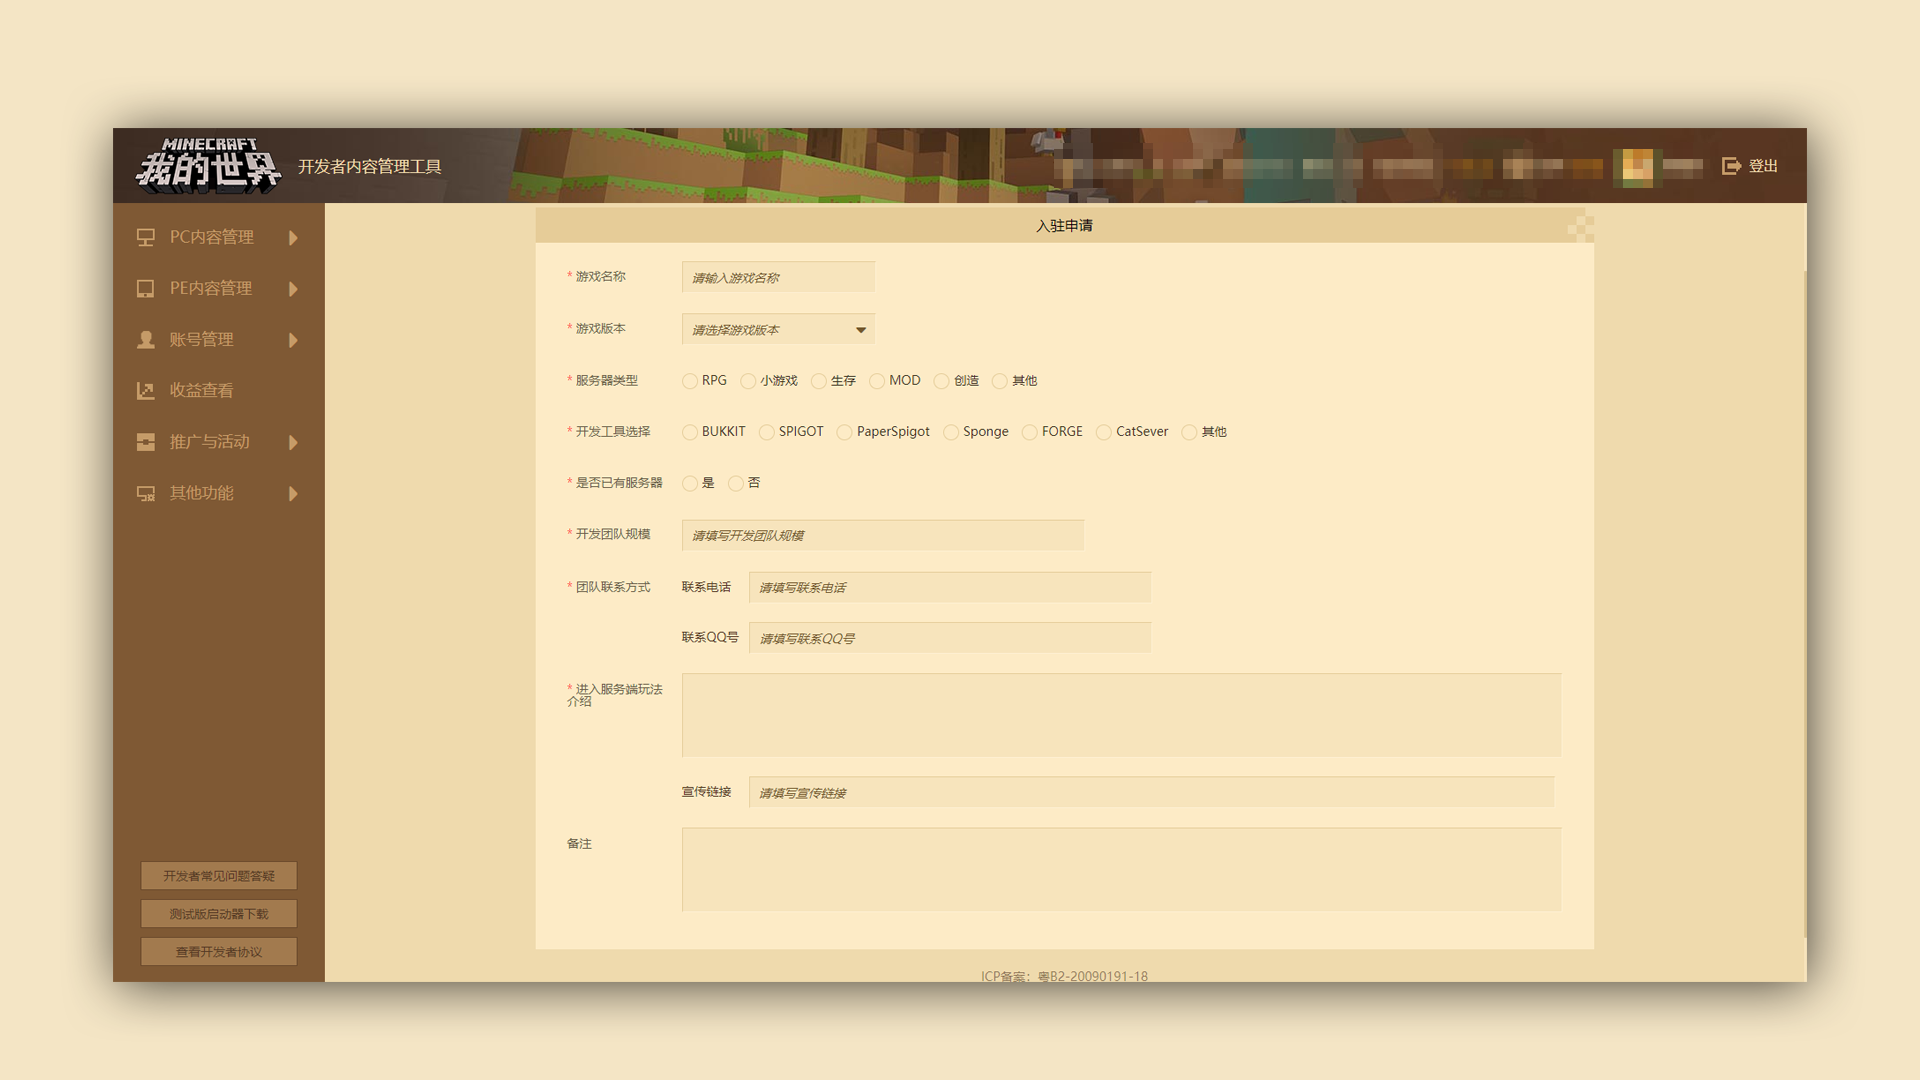 MINECRAFT
我的世界
开发者内容管理工具
登出
PC内容管理
PE内容管理
账号管理
收益查看
推广与活动
其他功能
开发者常见问题答疑
测试版启动器下载
查看开发者协议
入驻申请
* 游戏名称 请输入游戏名称
* 游戏版本 请选择游戏版本
* 服务器类型 RPG 小游戏 生存 MOD 创造 其他
* 开发工具选择 BUKKIT SPIGOT PaperSpigot Sponge FORGE CatSever 其他
* 是否已有服务器 是 否
* 开发团队规模 请填写开发团队规模
* 团队联系方式 联系电话 请填写联系电话
联系QQ号 请填写联系QQ号
* 进入服务端玩法
介绍
宣传链接 请填写宣传链接
备注
ICP备案：粤B2-20090191-18